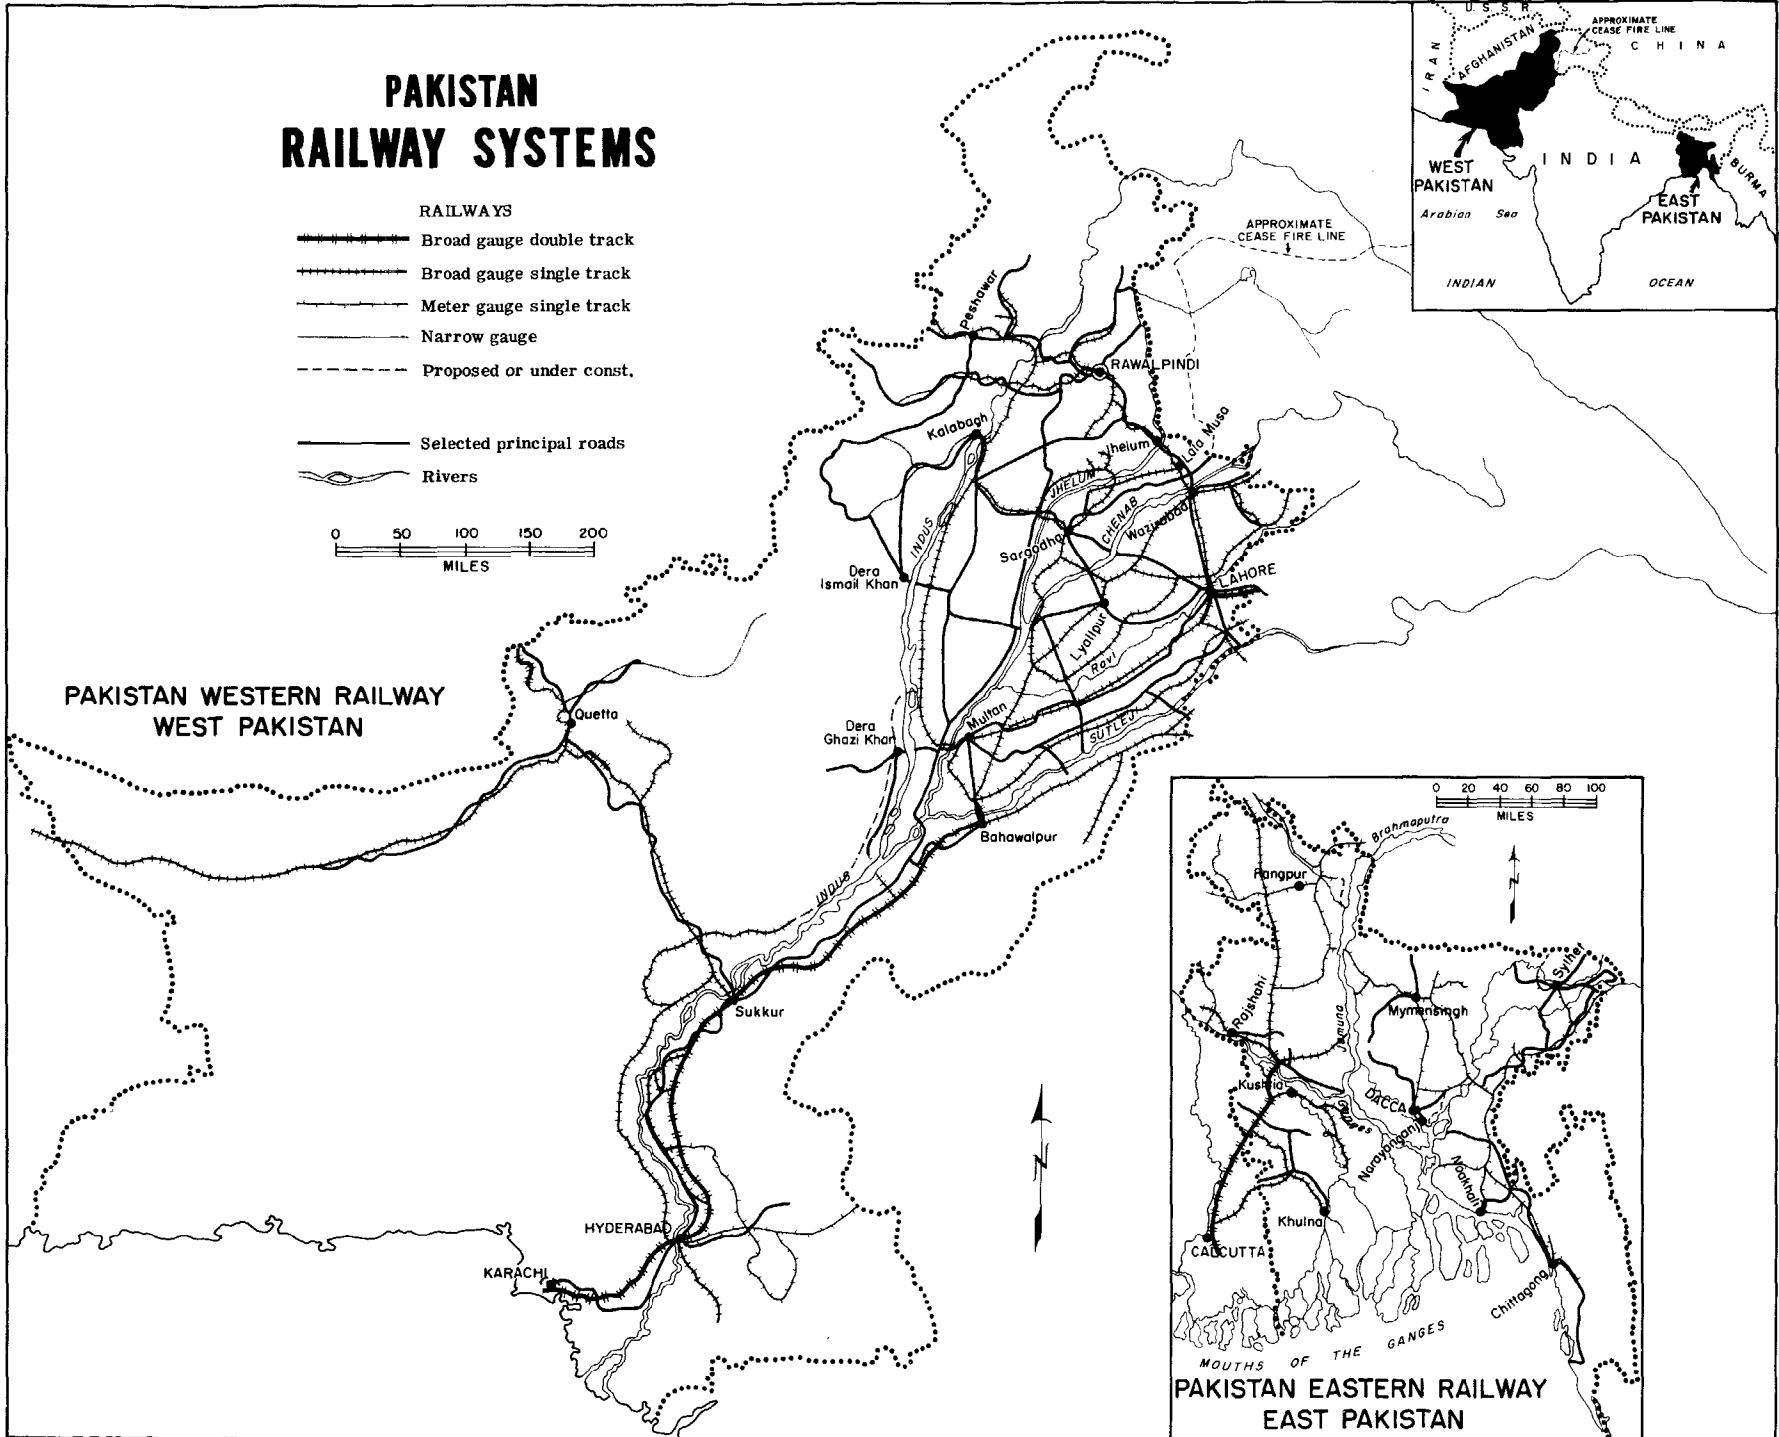 PAKISTAN
RAILWAY SYSTEMS
RAILWAYS
Broad gauge double track
Broad gauge single track
Meter gauge single track
Narrow gauge
Proposed or under const.
Selected principal roads
Rivers
0 50 100 150 200
MILES
U.S.S.R.
APPROXIMATE
CEASE FIRE LINE
IRAN
AFGHANISTAN
CHINA
WEST
PAKISTAN
INDIA
BURMA
EAST
PAKISTAN
Arabian Sea
INDIAN OCEAN
APPROXIMATE
CEASE FIRE LINE
Peshawar
RAWALPINDI
Kalabagh
Jhelum
Lala Musa
JHELUM
CHENAB
Wazirabad
INDUS
Sargodha
Dera
Ismail Khan
LAHORE
Lyallpur
Ravi
PAKISTAN WESTERN RAILWAY
WEST PAKISTAN
Quetta
Dera
Ghazi Khan
Multan
SUTLEJ
Bahawalpur
INDUS
Sukkur
HYDERABAD
KARACHI
N
0 20 40 60 80 100
MILES
Brahmaputra
N
Rangpur
Sylhet
Rajshahi
Mymensingh
Jamuna
Kushtia
DACCA
Ganges
Narayanganj
Noakhali
Khulna
CALCUTTA
Chittagong
MOUTHS OF THE GANGES
PAKISTAN EASTERN RAILWAY
EAST PAKISTAN